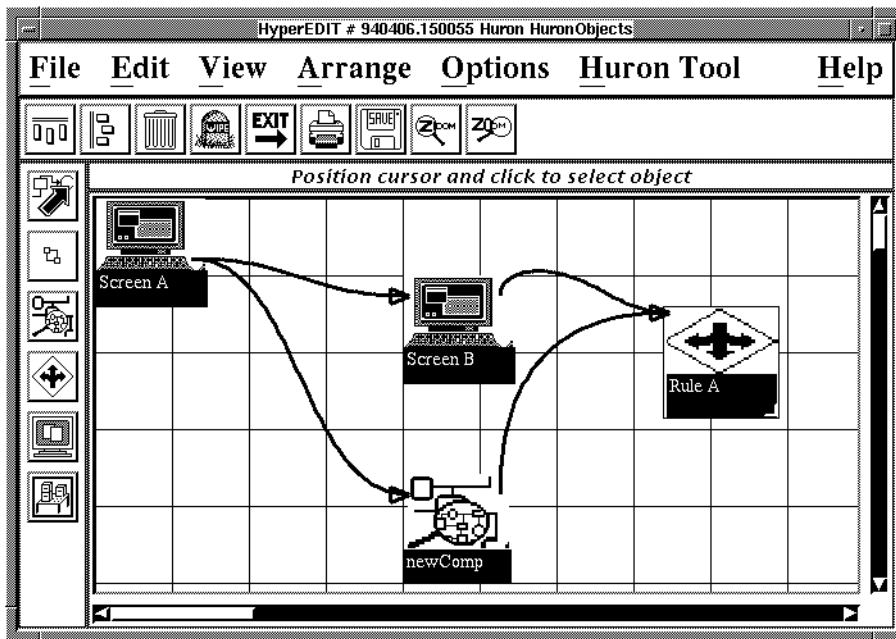 HyperEDIT # 940406.150055 Huron HuronObjects
File Edit View Arrange Options Huron Tool Help
WIPE EXIT SAVE ZOOM ZOOM
Position cursor and click to select object
Screen A
Screen B
Rule A
newComp